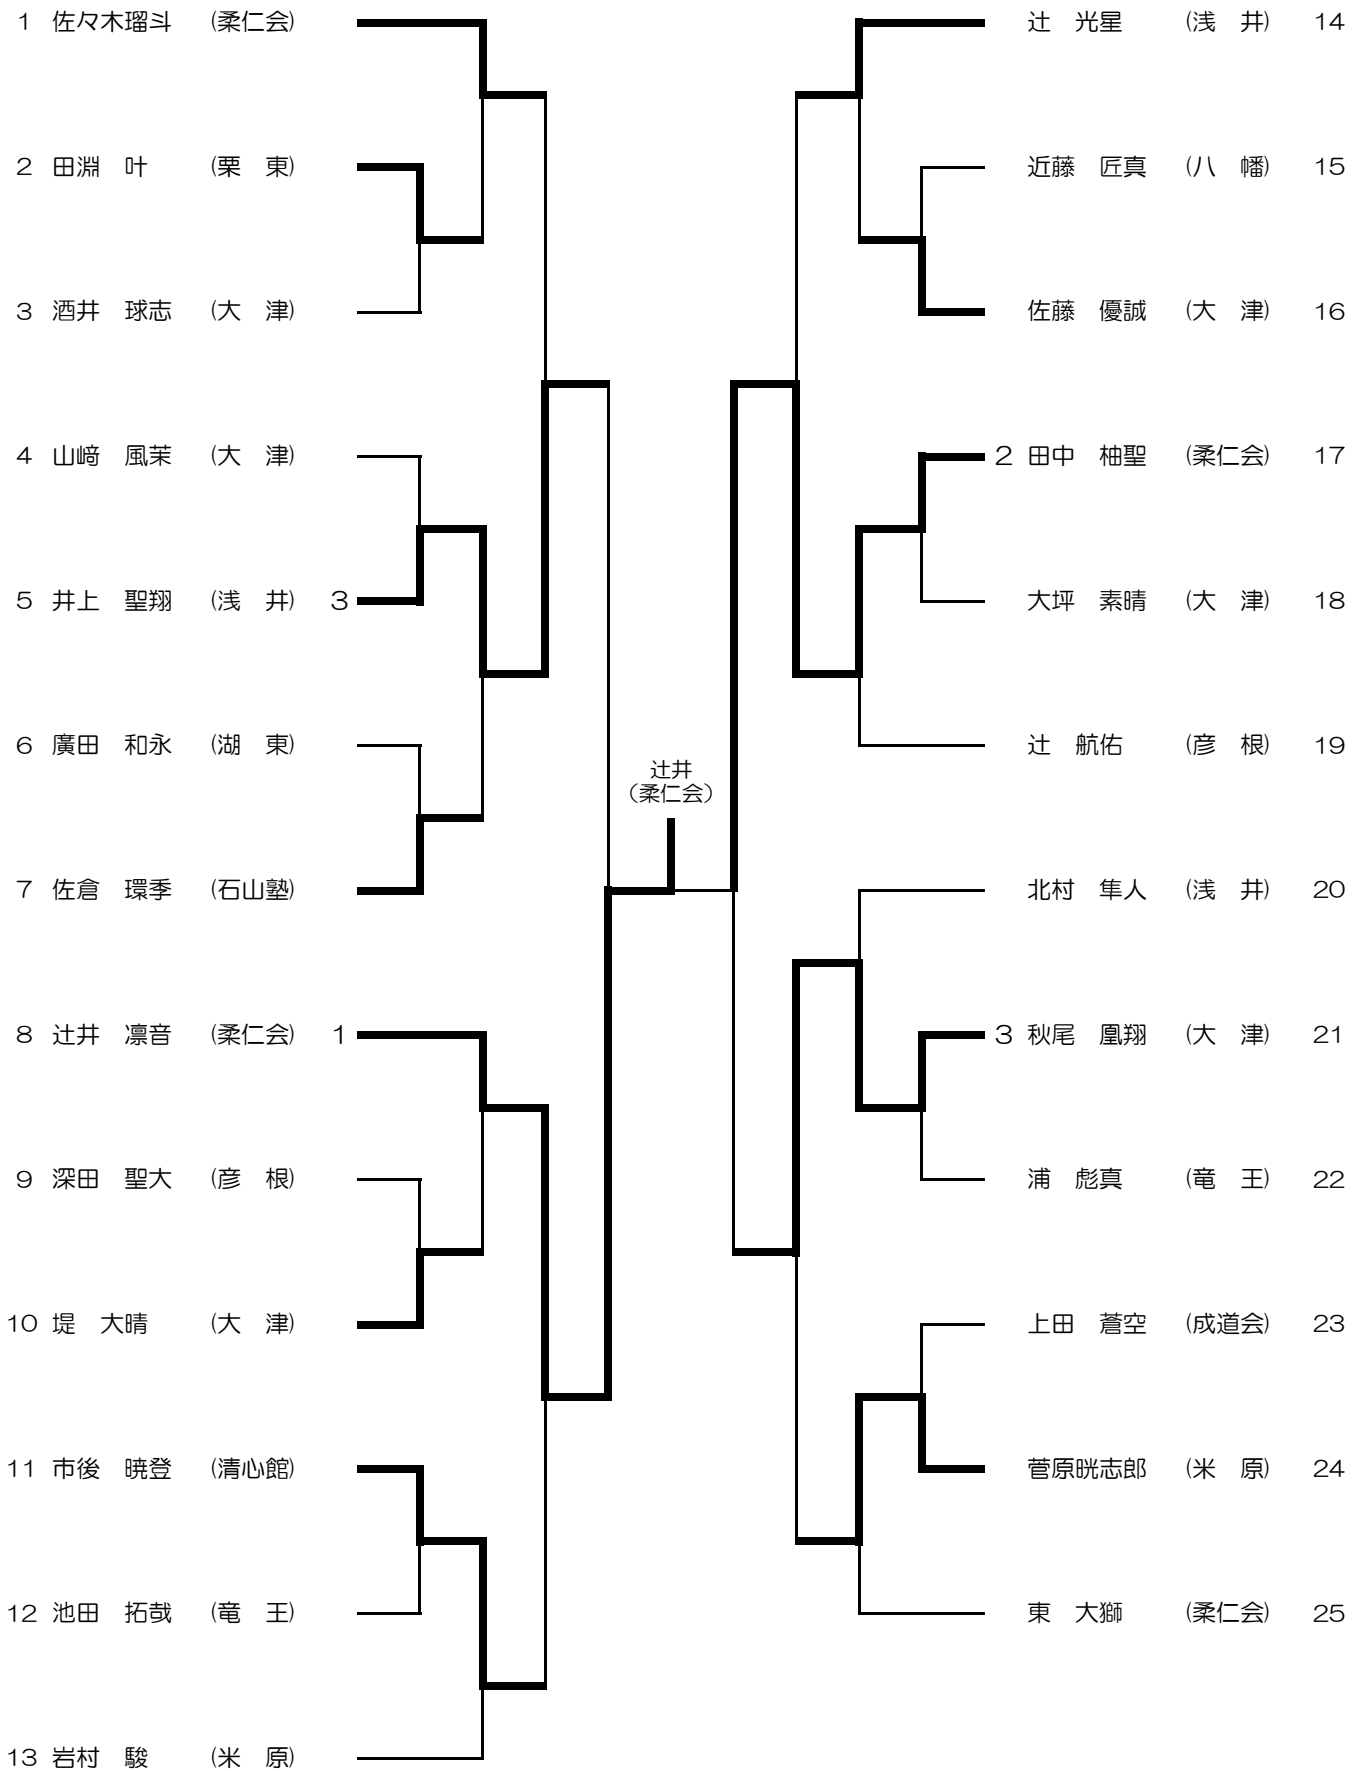 1 佐々木瑠斗 (柔仁会)
2 田淵 叶 (栗 東)
3 酒井 球志 (大 津)
4 山﨑 風茉 (大 津)
5 井上 聖翔 (浅 井) 3
6 廣田 和永 (湖 東)
7 佐倉 環季 (石山塾)
8 辻井 凛音 (柔仁会) 1
9 深田 聖大 (彦 根)
10 堤 大晴 (大 津)
11 市後 暁登 (清心館)
12 池田 拓哉 (竜 王)
13 岩村 駿 (米 原)
辻井
(柔仁会)
辻 光星 (浅 井) 14
近藤 匠真 (八 幡) 15
佐藤 優誠 (大 津) 16
2 田中 柚聖 (柔仁会) 17
大坪 素晴 (大 津) 18
辻 航佑 (彦 根) 19
北村 隼人 (浅 井) 20
3 秋尾 凰翔 (大 津) 21
浦 彪真 (竜 王) 22
上田 蒼空 (成道会) 23
菅原晄志郎 (米 原) 24
東 大獅 (柔仁会) 25